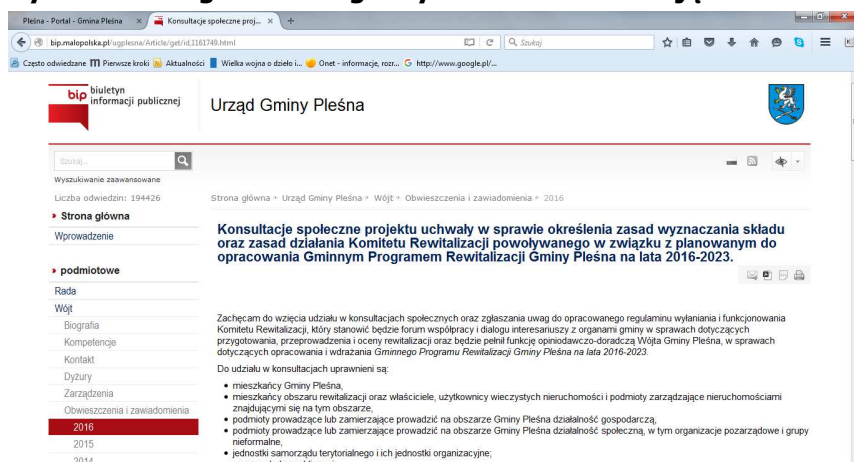 Pleśna - Portal - Gmina Pleśna
Konsultacje społeczne proj...
bip.malopolska.pl/ugplesna/Article/get/id,1161749.html
Szukaj
Często odwiedzane
Pierwsze kroki
Aktualności
Wielka wojna o dzieło i...
Onet - informacje, rozr...
http://www.google.pl/...
bip biuletyn
informacji publicznej
Urząd Gminy Pleśna
Szukaj...
Wyszukiwanie zaawansowane
Liczba odwiedzin: 194426
Strona główna
Urząd Gminy Pleśna
Wójt
Obwieszczenia i zawiadomienia
2016
Strona główna
Wprowadzenie
podmiotowe
Rada
Wójt
Biografia
Kompetencje
Kontakt
Dyżury
Zarządzenia
Obwieszczenia i zawiadomienia
2016
2015
2014
Konsultacje społeczne projektu uchwały w sprawie określenia zasad wyznaczania składu
oraz zasad działania Komitetu Rewitalizacji powoływanego w związku z planowanym do
opracowania Gminnym Programem Rewitalizacji Gminy Pleśna na lata 2016-2023.
Zachęcam do wzięcia udziału w konsultacjach społecznych oraz zgłaszania uwag do opracowanego regulaminu wyłaniania i funkcjonowania
Komitetu Rewitalizacji, który stanowić będzie forum współpracy i dialogu interesariuszy z organami gminy w sprawach dotyczących
przygotowania, przeprowadzenia i oceny rewitalizacji oraz będzie pełnił funkcję opiniodawczo-doradczą Wójta Gminy Pleśna, w sprawach
dotyczących opracowania i wdrażania Gminnego Programu Rewitalizacji Gminy Pleśna na lata 2016-2023.
Do udziału w konsultacjach uprawnieni są:
• mieszkańcy Gminy Pleśna,
• mieszkańcy obszaru rewitalizacji oraz właściciele, użytkownicy wieczystych nieruchomości i podmioty zarządzające nieruchomościami
znajdującymi się na tym obszarze,
• podmioty prowadzące lub zamierzające prowadzić na obszarze Gminy Pleśna działalność gospodarczą,
• podmioty prowadzące lub zamierzające prowadzić na obszarze Gminy Pleśna działalność społeczną, w tym organizacje pozarządowe i grupy
nieformalne,
• jednostki samorządu terytorialnego i ich jednostki organizacyjne;